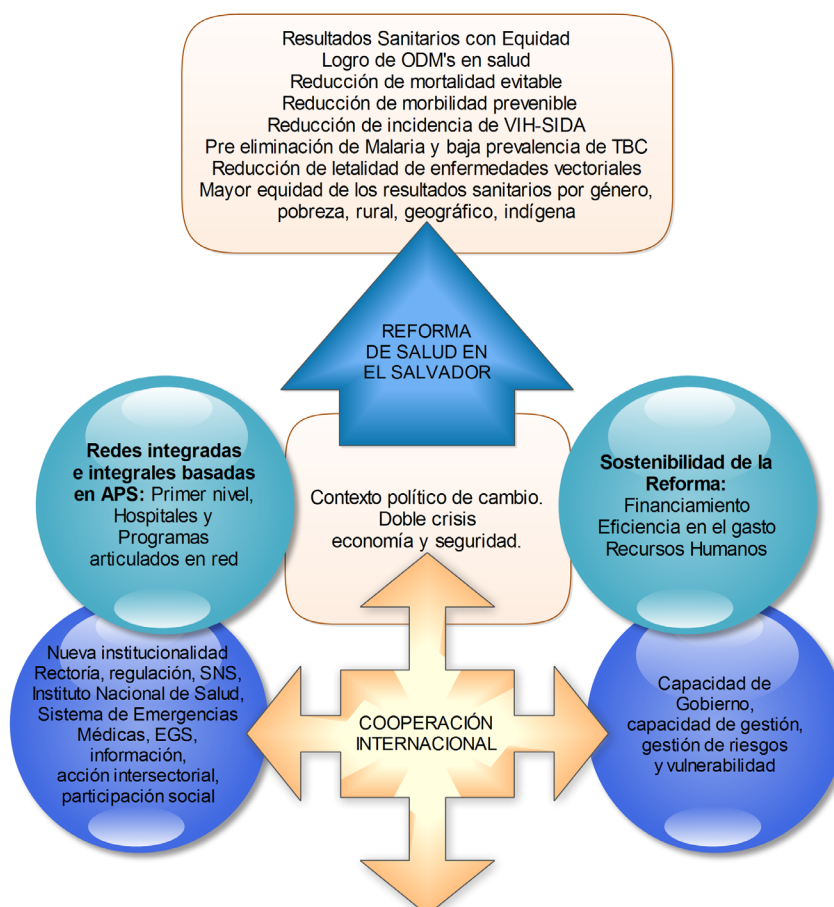 Resultados Sanitarios con Equidad
Logro de ODM's en salud
Reducción de mortalidad evitable
Reducción de morbilidad prevenible
Reducción de incidencia de VIH-SIDA
Pre eliminación de Malaria y baja prevalencia de TBC
Reducción de letalidad de enfermedades vectoriales
Mayor equidad de los resultados sanitarios por género,
pobreza, rural, geográfico, indígena
REFORMA
DE SALUD EN
EL SALVADOR
Redes integradas
e integrales basadas
en APS: Primer nivel,
Hospitales y
Programas
articulados en red
Contexto político de cambio.
Doble crisis
economía y seguridad.
Sostenibilidad de la
Reforma:
Financiamiento
Eficiencia en el gasto
Recursos Humanos
Nueva institucionalidad
Rectoría, regulación, SNS,
Instituto Nacional de Salud,
Sistema de Emergencias
Médicas, EGS,
información,
acción intersectorial,
participación social
COOPERACIÓN
INTERNACIONAL
Capacidad de
Gobierno,
capacidad de gestión,
gestión de riesgos
y vulnerabilidad